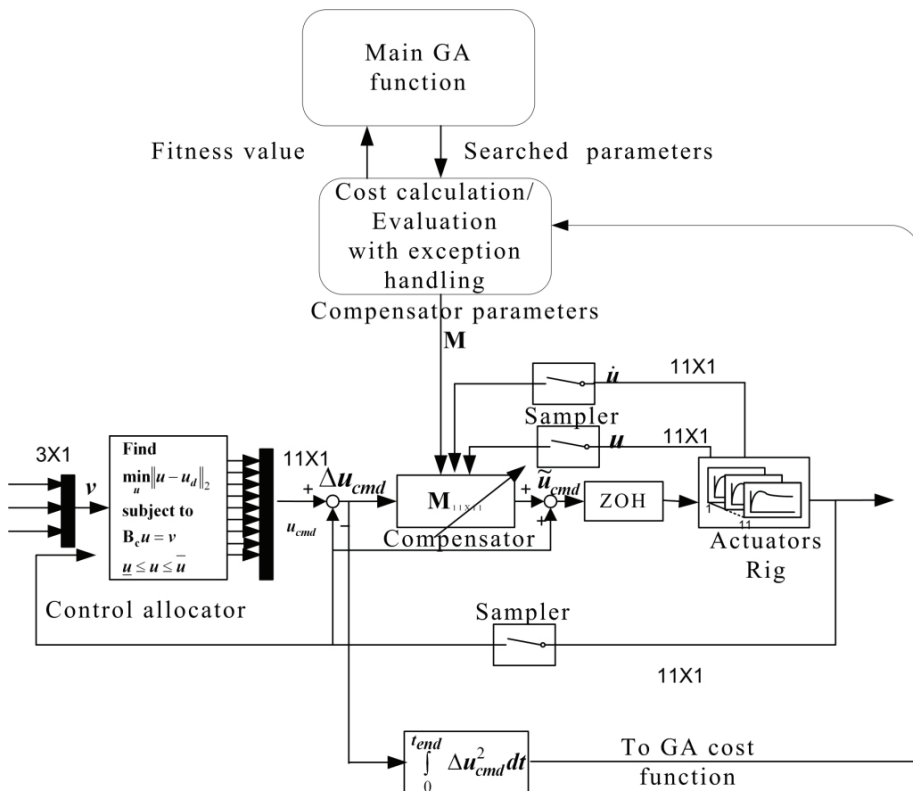 Main GA
function
Fitness value
Searched parameters
Cost calculation/
Evaluation
with exception
handling
Compensator parameters
M
u̇
11X1
Sampler
u
11X1
3X1
v
Find
min ‖u − u_d‖₂
u
subject to
B_c u = v
u̲ ≤ u ≤ u̅
Control allocator
11X1
u_cmd
+
Δu_cmd
−
M₁₁ₓ₁₁
Compensator
+
ũ_cmd
+
ZOH
1
11
Actuators
Rig
Sampler
11X1
t_end
∫ Δu²_cmd dt
0
To GA cost
function